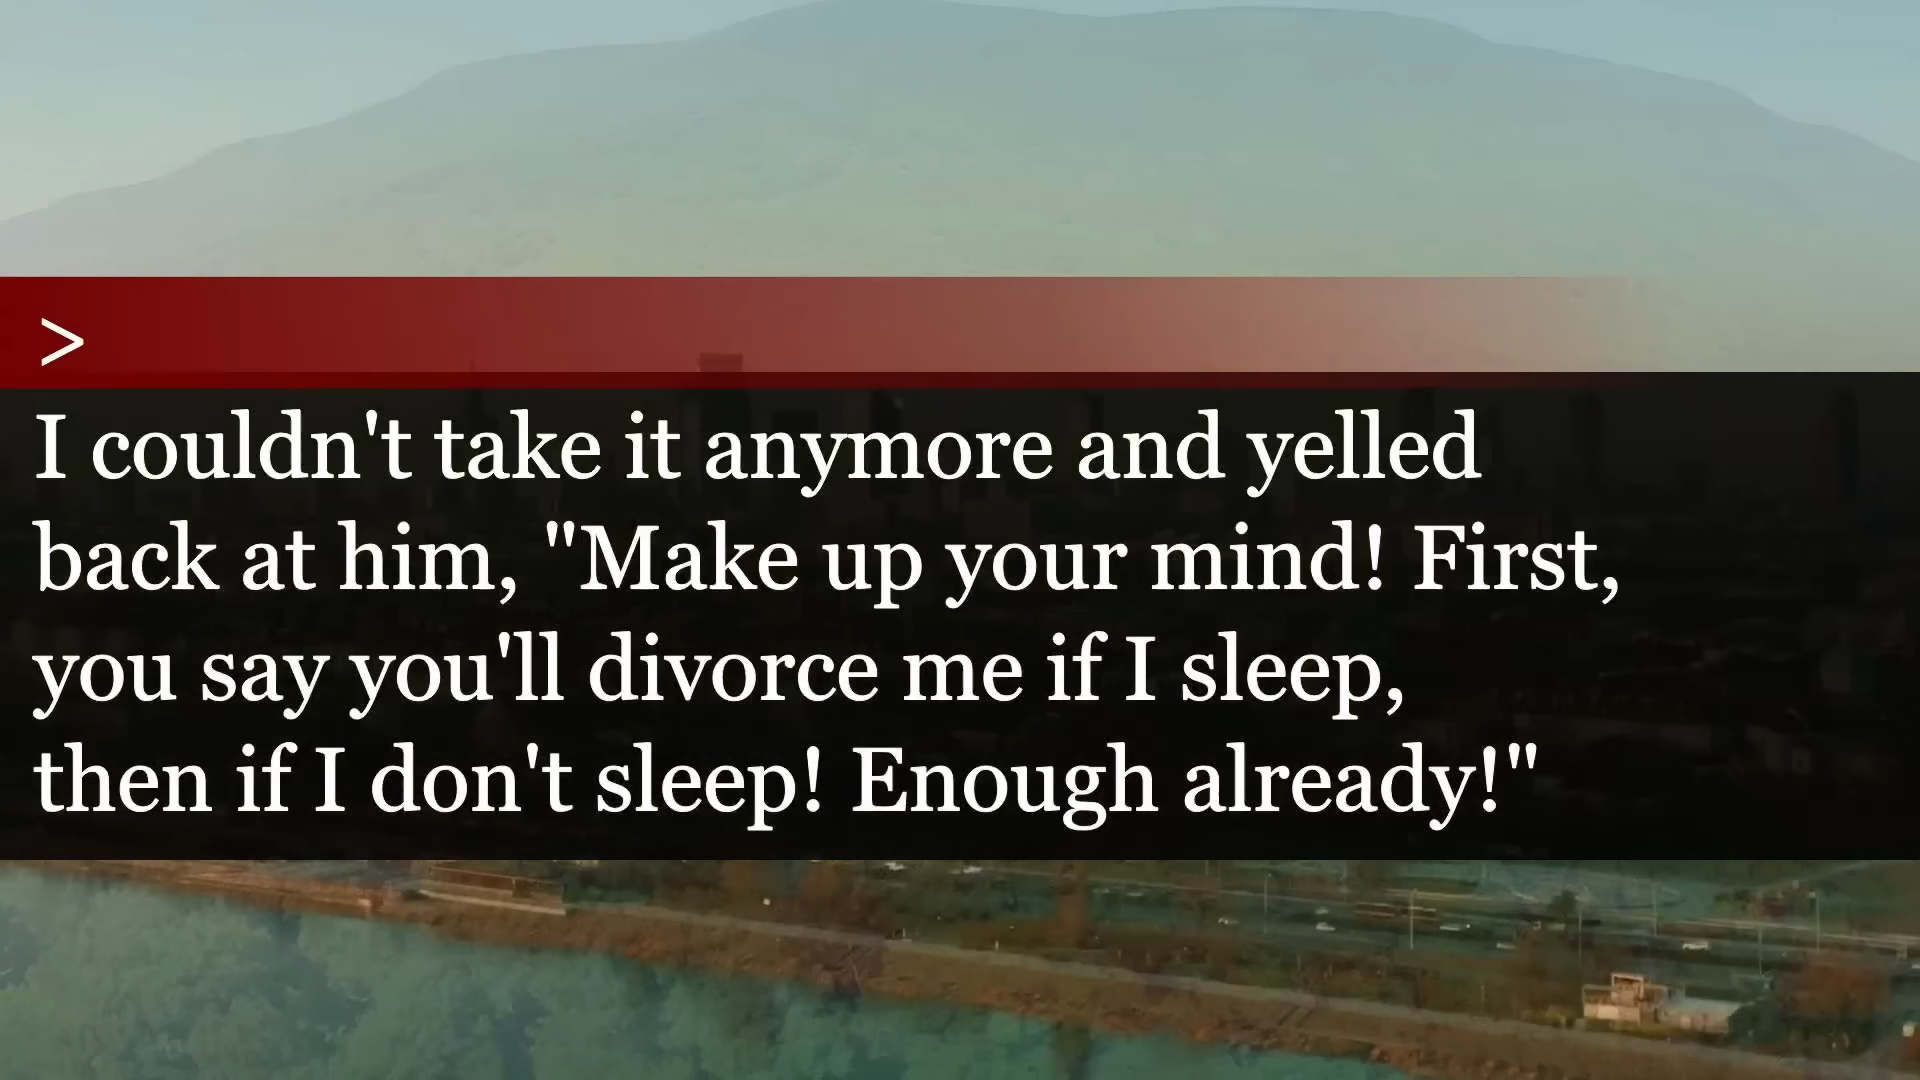 >
I couldn't take it anymore and yelled
back at him, "Make up your mind! First,
you say you'll divorce me if I sleep,
then if I don't sleep! Enough already!"